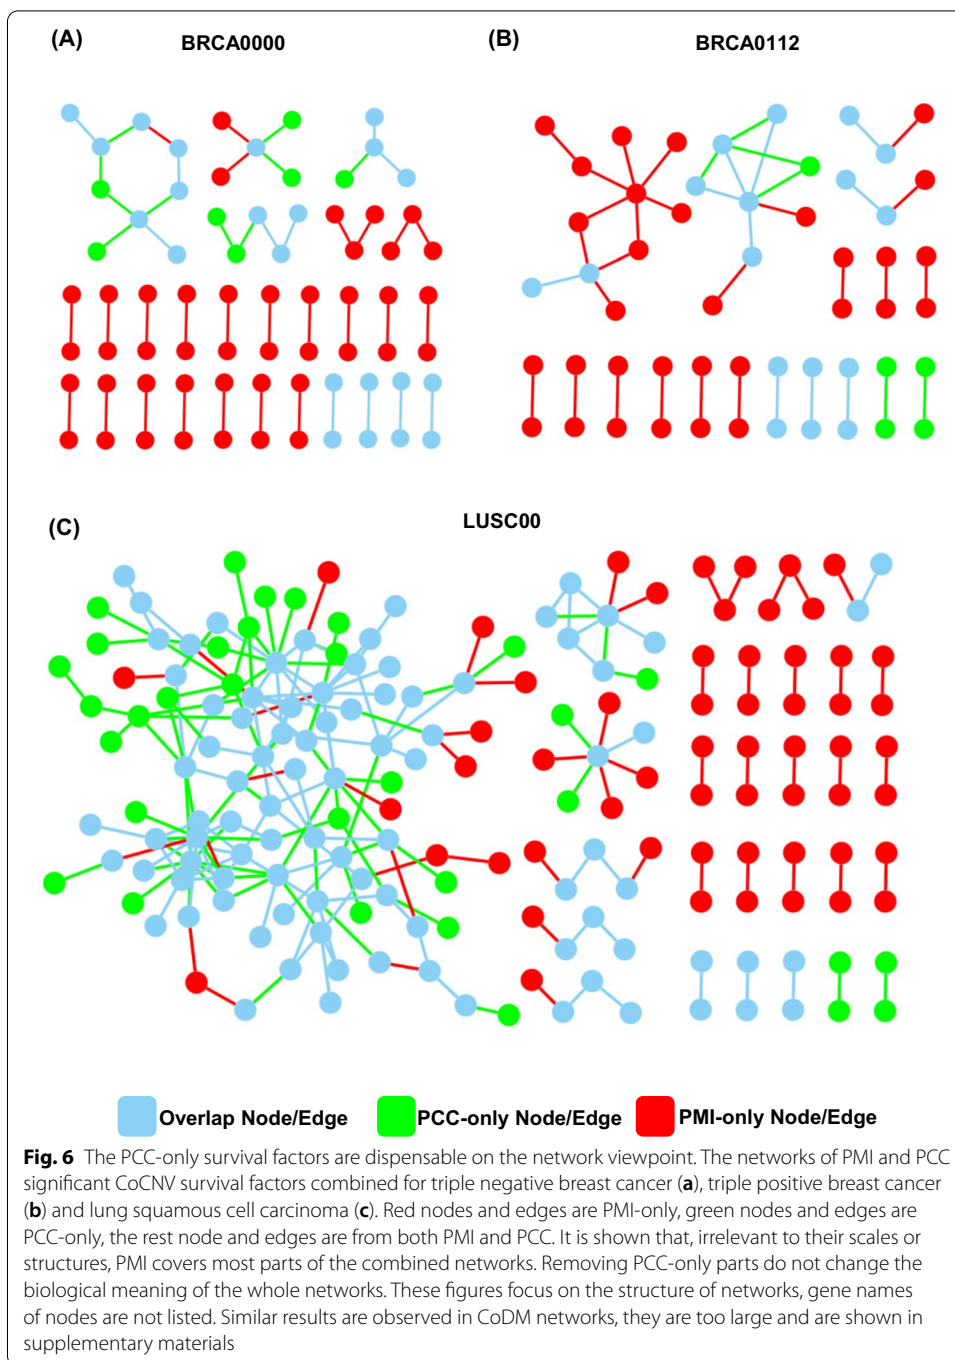 (A)
BRCA0000
(B)
BRCA0112
(C)
LUSC00
Overlap Node/Edge
PCC-only Node/Edge
PMI-only Node/Edge
Fig. 6 The PCC-only survival factors are dispensable on the network viewpoint. The networks of PMI and PCC
significant CoCNV survival factors combined for triple negative breast cancer (a), triple positive breast cancer
(b) and lung squamous cell carcinoma (c). Red nodes and edges are PMI-only, green nodes and edges are
PCC-only, the rest node and edges are from both PMI and PCC. It is shown that, irrelevant to their scales or
structures, PMI covers most parts of the combined networks. Removing PCC-only parts do not change the
biological meaning of the whole networks. These figures focus on the structure of networks, gene names
of nodes are not listed. Similar results are observed in CoDM networks, they are too large and are shown in
supplementary materials